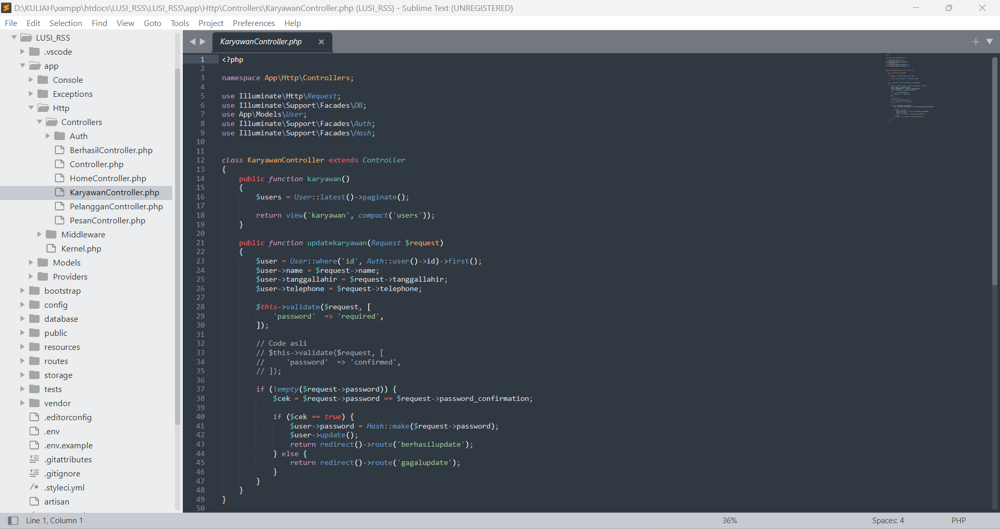 D:\KULIAH\xampp\htdocs\LUSI_RSS\LUSI_RSS\app\Http\Controllers\KaryawanController.php (LUSI_RSS) - Sublime Text (UNREGISTERED)
File Edit Selection Find View Goto Tools Project Preferences Help
LUSI_RSS
.vscode
app
Console
Exceptions
Http
Controllers
Auth
BerhasilController.php
Controller.php
HomeController.php
KaryawanController.php
PelangganController.php
PesanController.php
Middleware
Kernel.php
Models
Providers
bootstrap
config
database
public
resources
routes
storage
tests
vendor
.editorconfig
.env
.env.example
.gitattributes
.gitignore
/* .styleci.yml
artisan
KaryawanController.php
1 <?php
2
3 namespace App\Http\Controllers;
4
5 use Illuminate\Http\Request;
6 use Illuminate\Support\Facades\DB;
7 use App\Models\User;
8 use Illuminate\Support\Facades\Auth;
9 use Illuminate\Support\Facades\Hash;
10
11
12 class KaryawanController extends Controller
13 {
14     public function karyawan()
15     {
16         $users = User::latest()->paginate();
17
18         return view('karyawan', compact('users'));
19     }
20
21     public function updatekaryawan(Request $request)
22     {
23         $user = User::where('id', Auth::user()->id)->first();
24         $user->name = $request->name;
25         $user->tanggallahir = $request->tanggallahir;
26         $user->telephone = $request->telephone;
27
28         $this->validate($request, [
29             'password'  => 'required',
30         ]);
31
32         // Code asli
33         // $this->validate($request, [
34         //     'password'  => 'confirmed',
35         // ]);
36
37         if (!empty($request->password)) {
38             $cek = $request->password == $request->password_confirmation;
39
40             if ($cek == true) {
41                 $user->password = Hash::make($request->password);
42                 $user->update();
43                 return redirect()->route('berhasilupdate');
44             } else {
45                 return redirect()->route('gagalupdate');
46             }
47         }
48     }
49 }
50
Line 1, Column 1 36% Spaces: 4 PHP